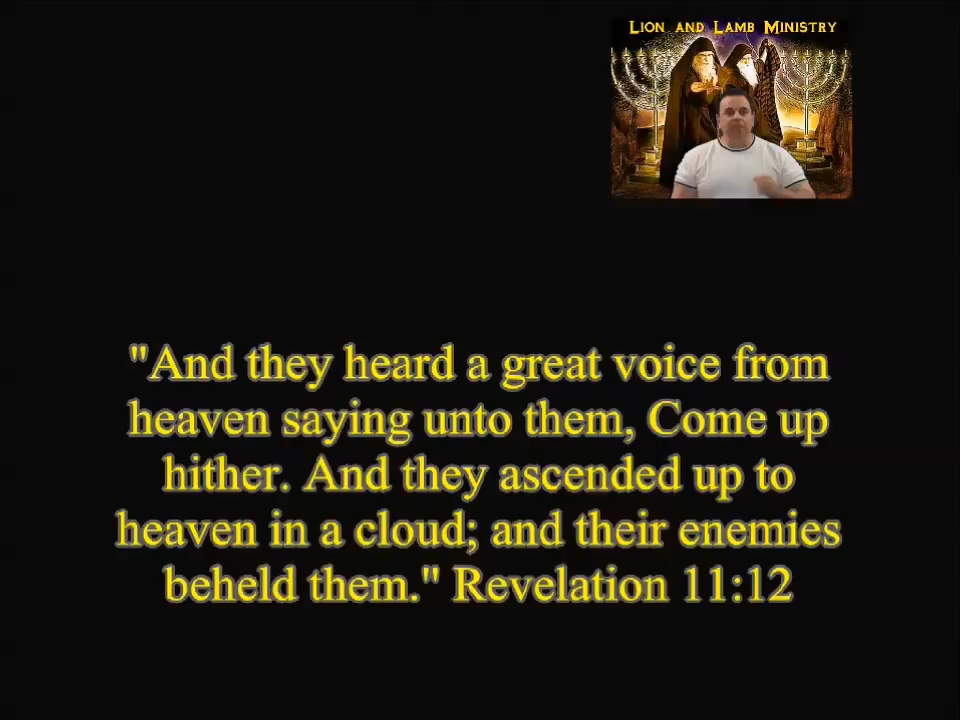 LION AND LAMB MINISTRY
"And they heard a great voice from
heaven saying unto them, Come up
hither. And they ascended up to
heaven in a cloud; and their enemies
beheld them." Revelation 11:12